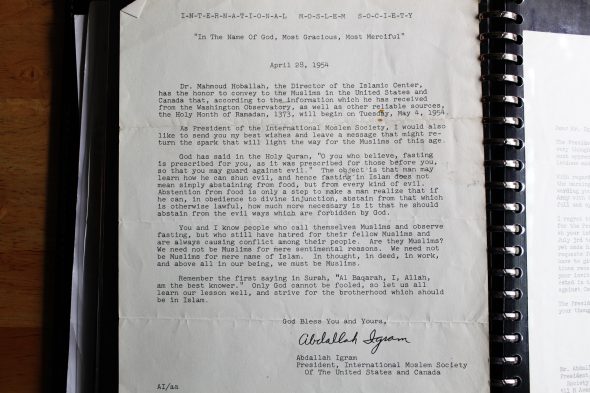 I-N-T-E-R-N-A-T-I-O-N-A-L M-O-S-L-E-M S-O-C-I-E-T-Y
"In The Name Of God, Most Gracious, Most Merciful"
April 28, 1954
Dr. Mahmoud Hoballah, the Director of the Islamic Center,
has the honor to convey to the Muslims in the United States and
Canada that, according to the information which he has received
from the Washington Observatory, as well as other reliable sources,
the Holy Month of Ramadan, 1373, will begin on Tuesday, May 4, 1954
As President of the International Moslem Society, I would also
like to send you my best wishes and leave a message that might re-
turn the spark that will light the way for the Muslims of this age.
God has said in the Holy Quran, "O you who believe, fasting
is prescribed for you, as it was prescribed for those before you,
so that you may guard against evil." The object is that man may
learn how he can shun evil, and hence fasting in Islam does not
mean simply abstaining from food, but from every kind of evil.
Abstention from food is only a step to make a man realize that if
he can, in obedience to divine injunction, abstain from that which
is otherwise lawful, how much more necessary is it that he should
abstain from the evil ways which are forbidden by God.
You and I know people who call themselves Muslims and observe
fasting, but who still have hatred for their fellow Muslims and
are always causing conflict among their people. Are they Muslims?
We need not be Muslims for mere sentimental reasons. We need not
be Muslims for mere name of Islam. In thought, in deed, in work,
and above all in our being, we must be Muslims.
Remember the first saying in Surah, "Al Baqarah, I, Allah,
am the best knower." Only God cannot be fooled, so let us all
learn our lesson well, and strive for the brotherhood which should
be in Islam.
God Bless You and Yours,
Abdallah Igram
Abdallah Igram
President, International Moslem Society
Of The United States and Canada
AI/aa
Dear Mr.
The President
very though